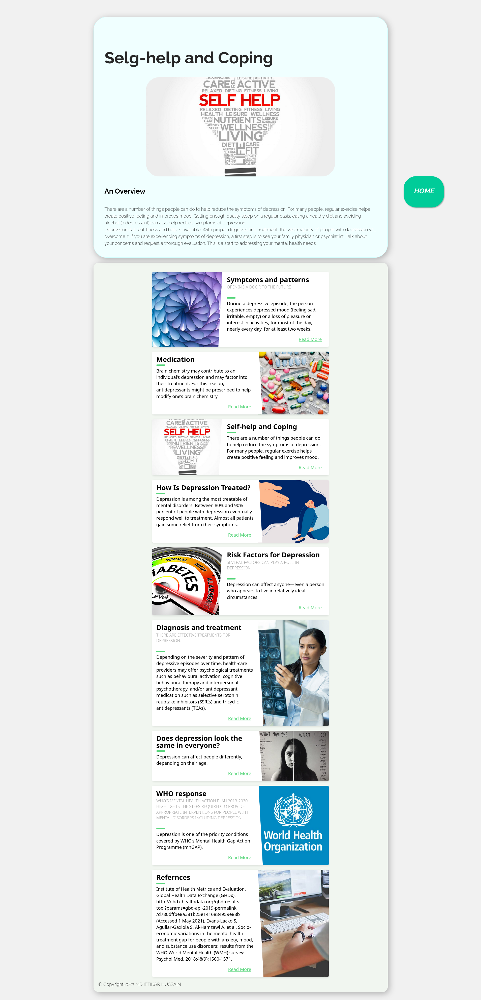 Selg-help and Coping
EXERCISE REL LEISURE ACTIVITY
CARE ACTIVE
RELAXED DIETING FITNESS LIVING
SELF HELP
RELAXED DIETING FITNESS LIVING
HEALTH LEISURE WELLNESS
FITNESS NUTRIENTS LEISURE
CARE EXERCISE
ACTIVITY WELLNESS
SPORT
LIVING
DIET LIFE CARE
ACTIVITY FIT
FITNESS
SPORT
LEISURE
HAPPINESS
CARE
HAPPINESS CARE CULTURE ENERGY
An Overview
HOME
There are a number of things people can do to help reduce the symptoms of depression. For many people, regular exercise helps
create positive feeling and improves mood. Getting enough quality sleep on a regular basis, eating a healthy diet and avoiding
alcohol (a depressant) can also help reduce symptoms of depression.
Depression is a real illness and help is available. With proper diagnosis and treatment, the vast majority of people with depression will
overcome it. If you are experiencing symptoms of depression, a first step is to see your family physician or psychiatrist. Talk about
your concerns and request a thorough evaluation. This is a start to addressing your mental health needs.
Symptoms and patterns
OPENING A DOOR TO THE FUTURE
During a depressive episode, the person
experiences depressed mood (feeling sad,
irritable, empty) or a loss of pleasure or
interest in activities, for most of the day,
nearly every day, for at least two weeks.
Read More
Medication
Brain chemistry may contribute to an
individual's depression and may factor into
their treatment. For this reason,
antidepressants might be prescribed to help
modify one's brain chemistry.
Read More
CARE ACTIVE
RELAXED DIETING FITNESS LIVING
SELF HELP
RELAXED DIETING FITNESS LIVING
HEALTH LEISURE WELLNESS
NUTRIENTS
WELLNESS
LIVING
DIET LIFE CARE
FIT
Self-help and Coping
There are a number of things people can do
to help reduce the symptoms of depression.
For many people, regular exercise helps
create positive feeling and improves mood.
Read More
How Is Depression Treated?
Depression is among the most treatable of
mental disorders. Between 80% and 90%
percent of people with depression eventually
respond well to treatment. Almost all patients
gain some relief from their symptoms.
Read More
NORMAL HIGH ALARMING
IABETES
Level
Risk Factors for Depression
SEVERAL FACTORS CAN PLAY A ROLE IN
DEPRESSION:
Depression can affect anyone—even a person
who appears to live in relatively ideal
circumstances.
Read More
Diagnosis and treatment
THERE ARE EFFECTIVE TREATMENTS FOR
DEPRESSION.
Depending on the severity and pattern of
depressive episodes over time, health-care
providers may offer psychological treatments
such as behavioural activation, cognitive
behavioural therapy and interpersonal
psychotherapy, and/or antidepressant
medication such as selective serotonin
reuptake inhibitors (SSRIs) and tricyclic
antidepressants (TCAs).
Read More
Does depression look the
same in everyone?
Depression can affect people differently,
depending on their age.
Read More
WHAT YOU SEE WHAT I FEEL
WHO response
WHO'S MENTAL HEALTH ACTION PLAN 2013-2030
HIGHLIGHTS THE STEPS REQUIRED TO PROVIDE
APPROPRIATE INTERVENTIONS FOR PEOPLE WITH
MENTAL DISORDERS INCLUDING DEPRESSION.
Depression is one of the priority conditions
covered by WHO's Mental Health Gap Action
Programme (mhGAP).
Read More
World Health
Organization
Refernces
Institute of Health Metrics and Evaluation.
Global Health Data Exchange (GHDx).
http://ghdx.healthdata.org/gbd-results-
tool?params=gbd-api-2019-permalink
/d780dffbe8a381b25e1416884959e88b
(Accessed 1 May 2021). Evans-Lacko S,
Aguilar-Gaxiola S, Al-Hamzawi A, et al. Socio-
economic variations in the mental health
treatment gap for people with anxiety, mood,
and substance use disorders: results from the
WHO World Mental Health (WMH) surveys.
Psychol Med. 2018;48(9):1560-1571.
Read More
DELL
© Copyright 2022 MD IFTIKAR HUSSAIN